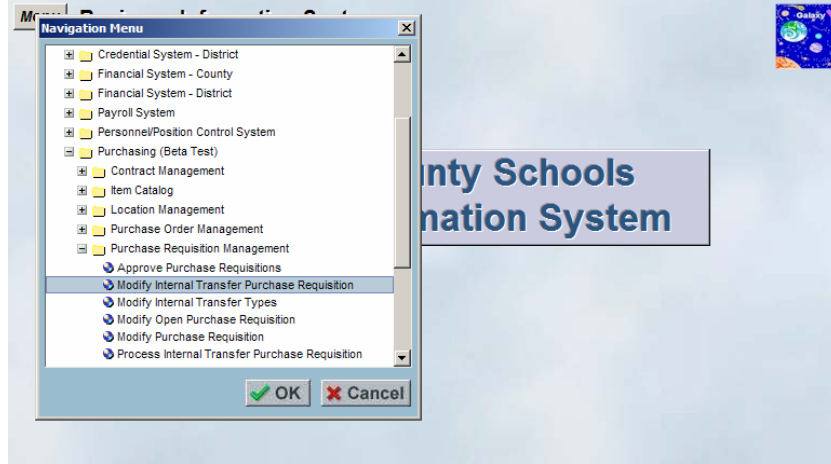 Menu
Galaxy
Navigation Menu
Credential System - District
Financial System - County
Financial System - District
Payroll System
Personnel/Position Control System
Purchasing (Beta Test)
Contract Management
Item Catalog
Location Management
Purchase Order Management
Purchase Requisition Management
Approve Purchase Requisitions
Modify Internal Transfer Purchase Requisition
Modify Internal Transfer Types
Modify Open Purchase Requisition
Modify Purchase Requisition
Process Internal Transfer Purchase Requisition
OK Cancel
unty Schools
mation System